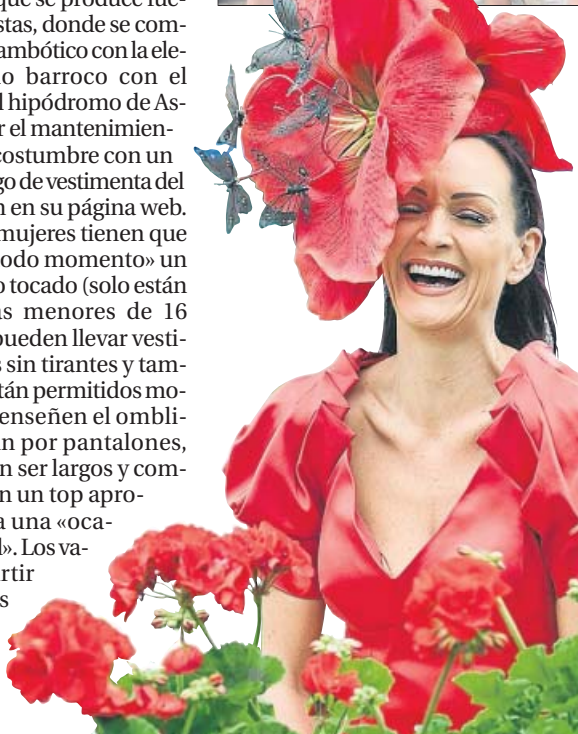 que se produce fue-
stas, donde se com-
ambótico con la ele-
o barroco con el
l hipódromo de As-
r el mantenimien-
costumbre con un
go de vestimenta del
n en su página web.
mujeres tienen que
odo momento» un
o tocado (solo están
as menores de 16
pueden llevar vesti-
s sin tirantes y tam-
tán permitidos mo-
enseñen el ombli-
n por pantalones,
n ser largos y com-
n un top apro-
a una «oca-
l». Los va-
rtir
s